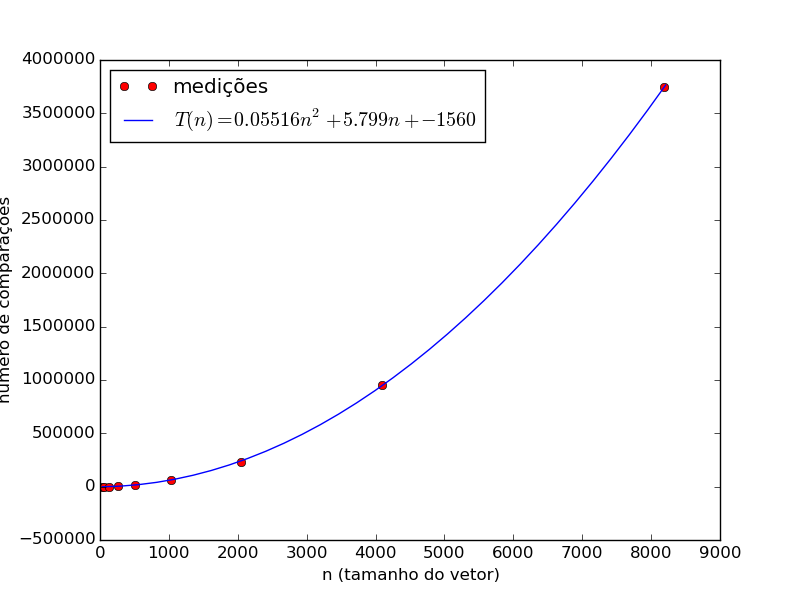 4000000
3500000
3000000
2500000
2000000
1500000
1000000
500000
0
−500000
número de comparações
medições
T(n)=0.05516n² +5.799n+−1560
0 1000 2000 3000 4000 5000 6000 7000 8000 9000
n (tamanho do vetor)